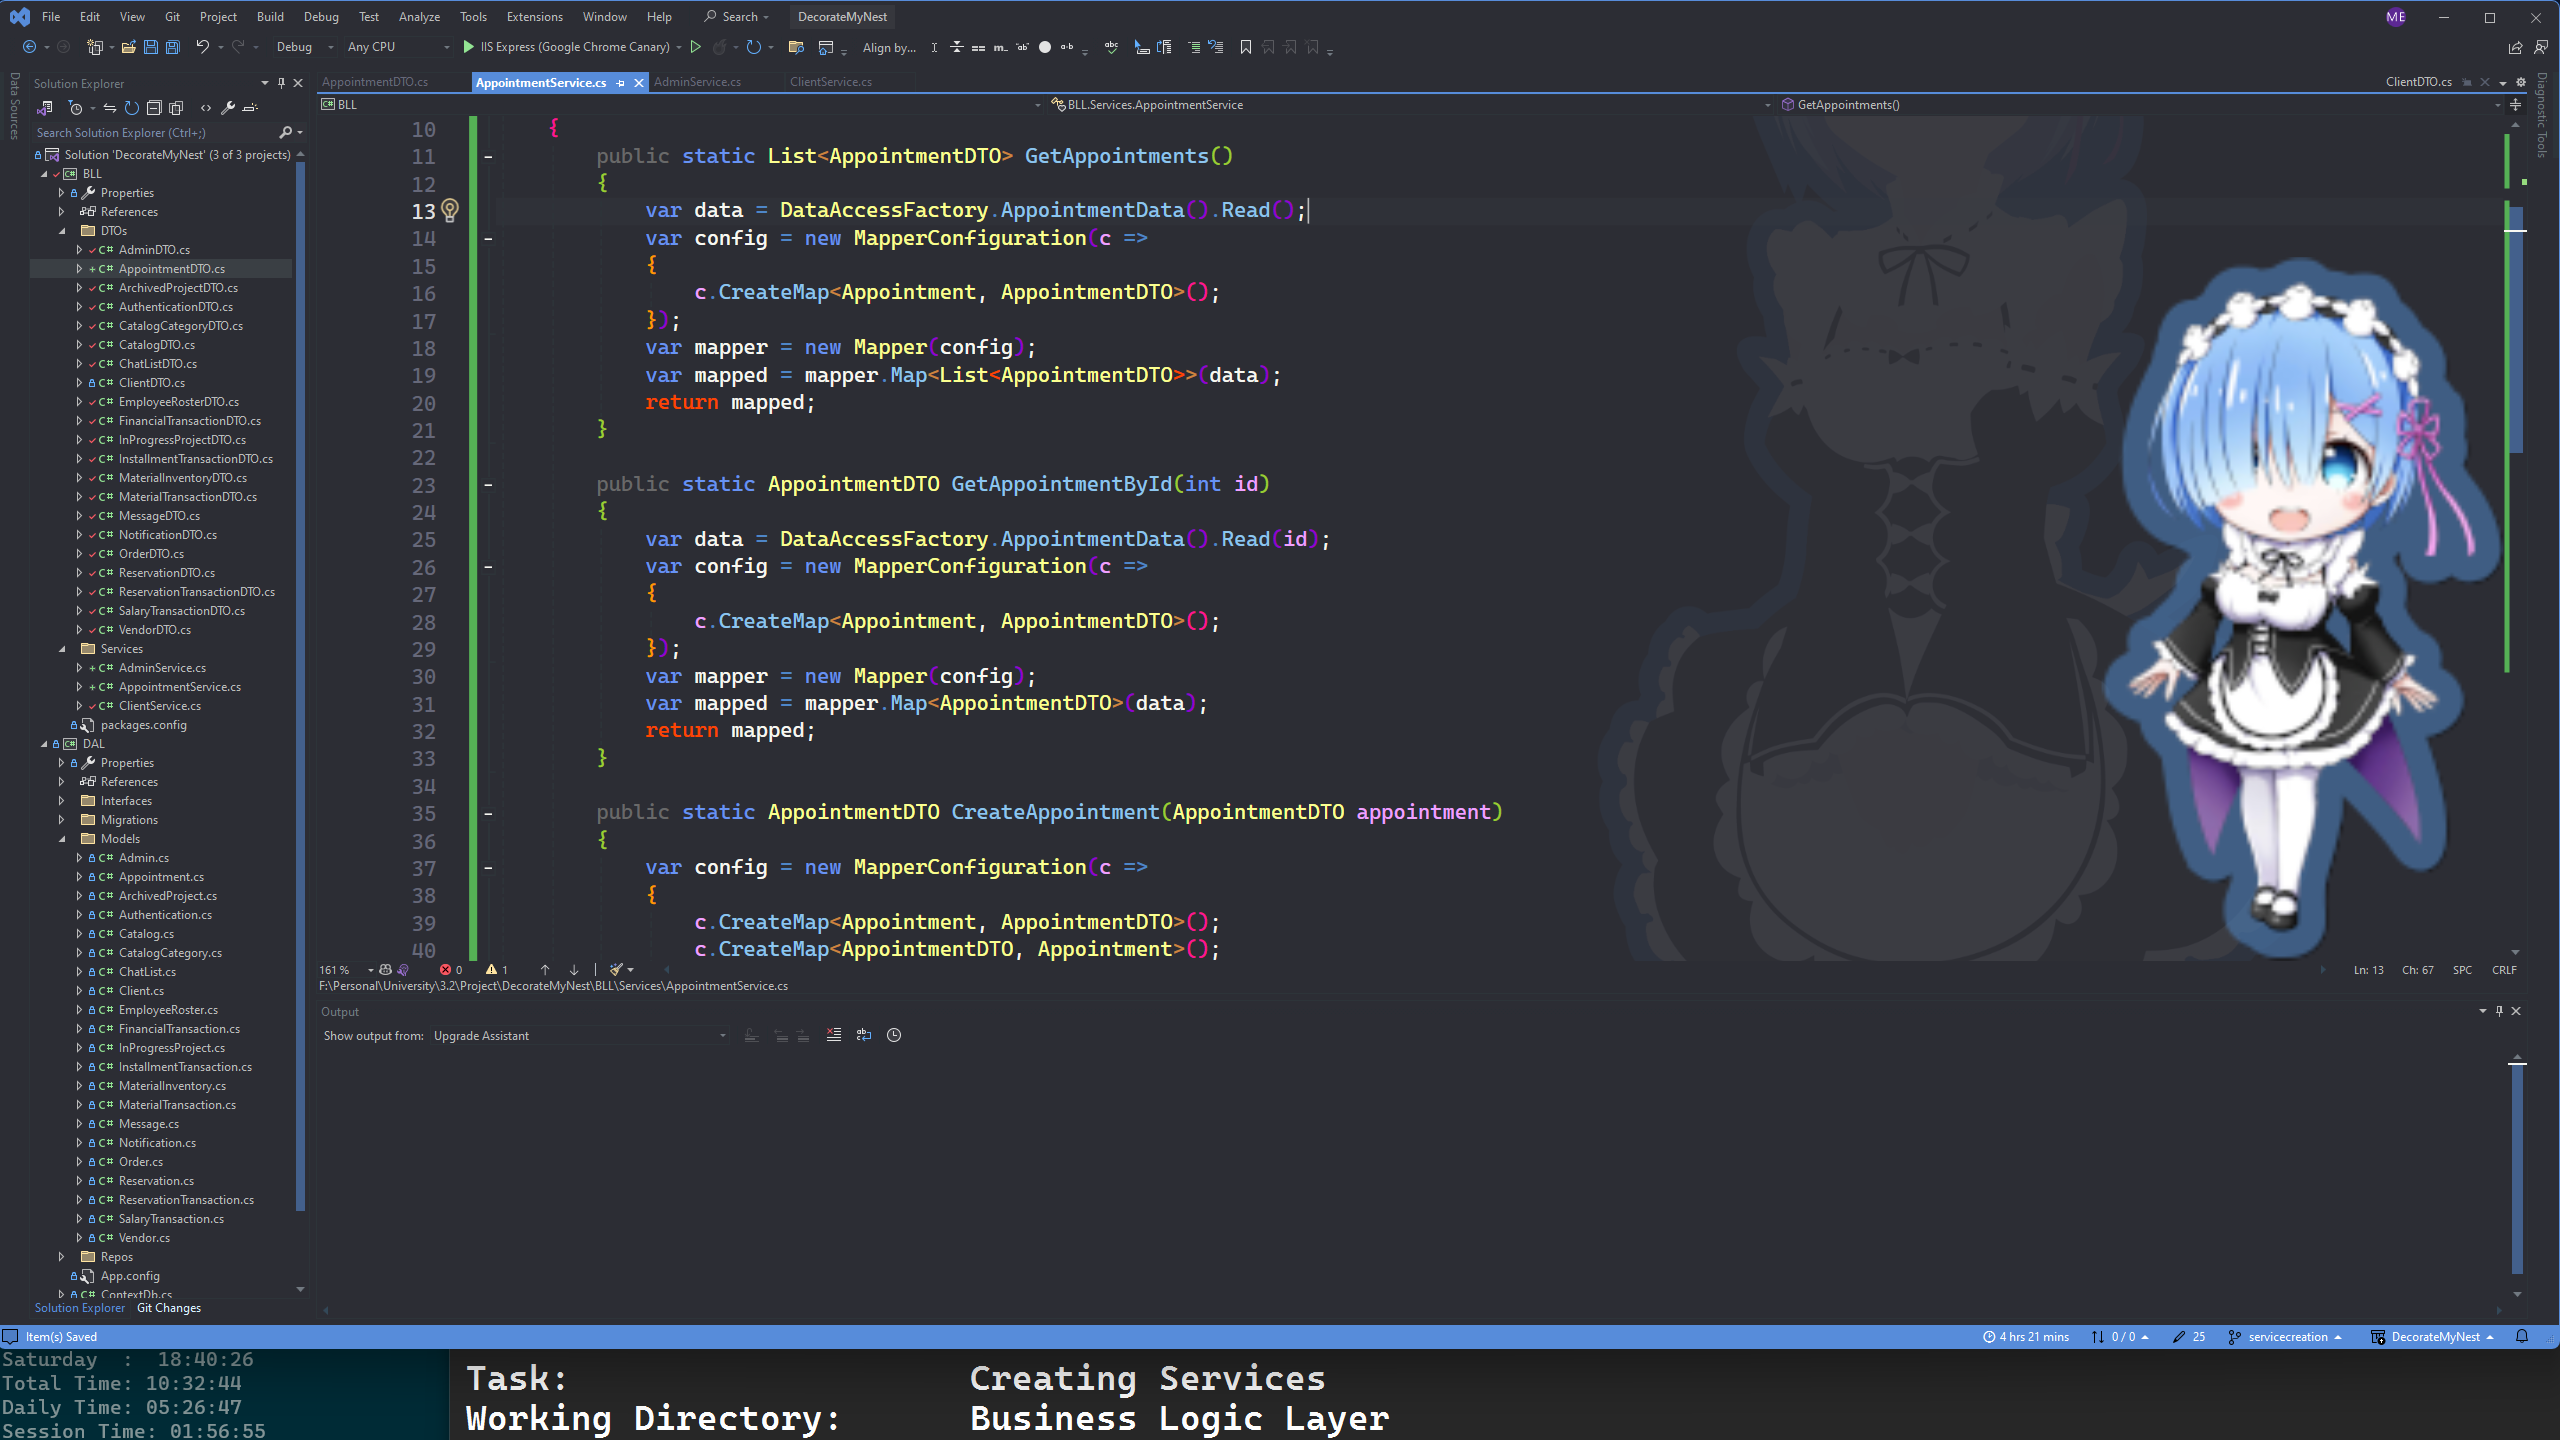 File Edit View Git Project Build Debug Test Analyze Tools Extensions Window Help Search DecorateMyNest ME
Debug Any CPU IIS Express (Google Chrome Canary) Align by...
Data Sources
Solution Explorer
Search Solution Explorer (Ctrl+;)
Solution 'DecorateMyNest' (3 of 3 projects)
BLL
Properties
References
DTOs
C# AdminDTO.cs
C# AppointmentDTO.cs
C# ArchivedProjectDTO.cs
C# AuthenticationDTO.cs
C# CatalogCategoryDTO.cs
C# CatalogDTO.cs
C# ChatListDTO.cs
C# ClientDTO.cs
C# EmployeeRosterDTO.cs
C# FinancialTransactionDTO.cs
C# InProgressProjectDTO.cs
C# InstallmentTransactionDTO.cs
C# MaterialInventoryDTO.cs
C# MaterialTransactionDTO.cs
C# MessageDTO.cs
C# NotificationDTO.cs
C# OrderDTO.cs
C# ReservationDTO.cs
C# ReservationTransactionDTO.cs
C# SalaryTransactionDTO.cs
C# VendorDTO.cs
Services
C# AdminService.cs
C# AppointmentService.cs
C# ClientService.cs
packages.config
DAL
Properties
References
Interfaces
Migrations
Models
C# Admin.cs
C# Appointment.cs
C# ArchivedProject.cs
C# Authentication.cs
C# Catalog.cs
C# CatalogCategory.cs
C# ChatList.cs
C# Client.cs
C# EmployeeRoster.cs
C# FinancialTransaction.cs
C# InProgressProject.cs
C# InstallmentTransaction.cs
C# MaterialInventory.cs
C# MaterialTransaction.cs
C# Message.cs
C# Notification.cs
C# Order.cs
C# Reservation.cs
C# ReservationTransaction.cs
C# SalaryTransaction.cs
C# Vendor.cs
Repos
App.config
C# ContextDb.cs
Solution Explorer Git Changes
AppointmentDTO.cs AppointmentService.cs AdminService.cs ClientService.cs ClientDTO.cs
BLL BLL.Services.AppointmentService GetAppointments()
Diagnostic Tools
10 {
11 public static List<AppointmentDTO> GetAppointments()
12 {
13 var data = DataAccessFactory.AppointmentData().Read();
14 var config = new MapperConfiguration(c =>
15 {
16 c.CreateMap<Appointment, AppointmentDTO>();
17 });
18 var mapper = new Mapper(config);
19 var mapped = mapper.Map<List<AppointmentDTO>>(data);
20 return mapped;
21 }
22
23 public static AppointmentDTO GetAppointmentById(int id)
24 {
25 var data = DataAccessFactory.AppointmentData().Read(id);
26 var config = new MapperConfiguration(c =>
27 {
28 c.CreateMap<Appointment, AppointmentDTO>();
29 });
30 var mapper = new Mapper(config);
31 var mapped = mapper.Map<AppointmentDTO>(data);
32 return mapped;
33 }
34
35 public static AppointmentDTO CreateAppointment(AppointmentDTO appointment)
36 {
37 var config = new MapperConfiguration(c =>
38 {
39 c.CreateMap<Appointment, AppointmentDTO>();
40 c.CreateMap<AppointmentDTO, Appointment>();
161 % 0 1 Ln: 13 Ch: 67 SPC CRLF
F:\Personal\University\3.2\Project\DecorateMyNest\BLL\Services\AppointmentService.cs
Output
Show output from: Upgrade Assistant
Item(s) Saved 4 hrs 21 mins 0 / 0 25 servicecreation DecorateMyNest
Saturday : 18:40:26
Total Time: 10:32:44
Daily Time: 05:26:47
Session Time: 01:56:55
Task: Creating Services
Working Directory: Business Logic Layer